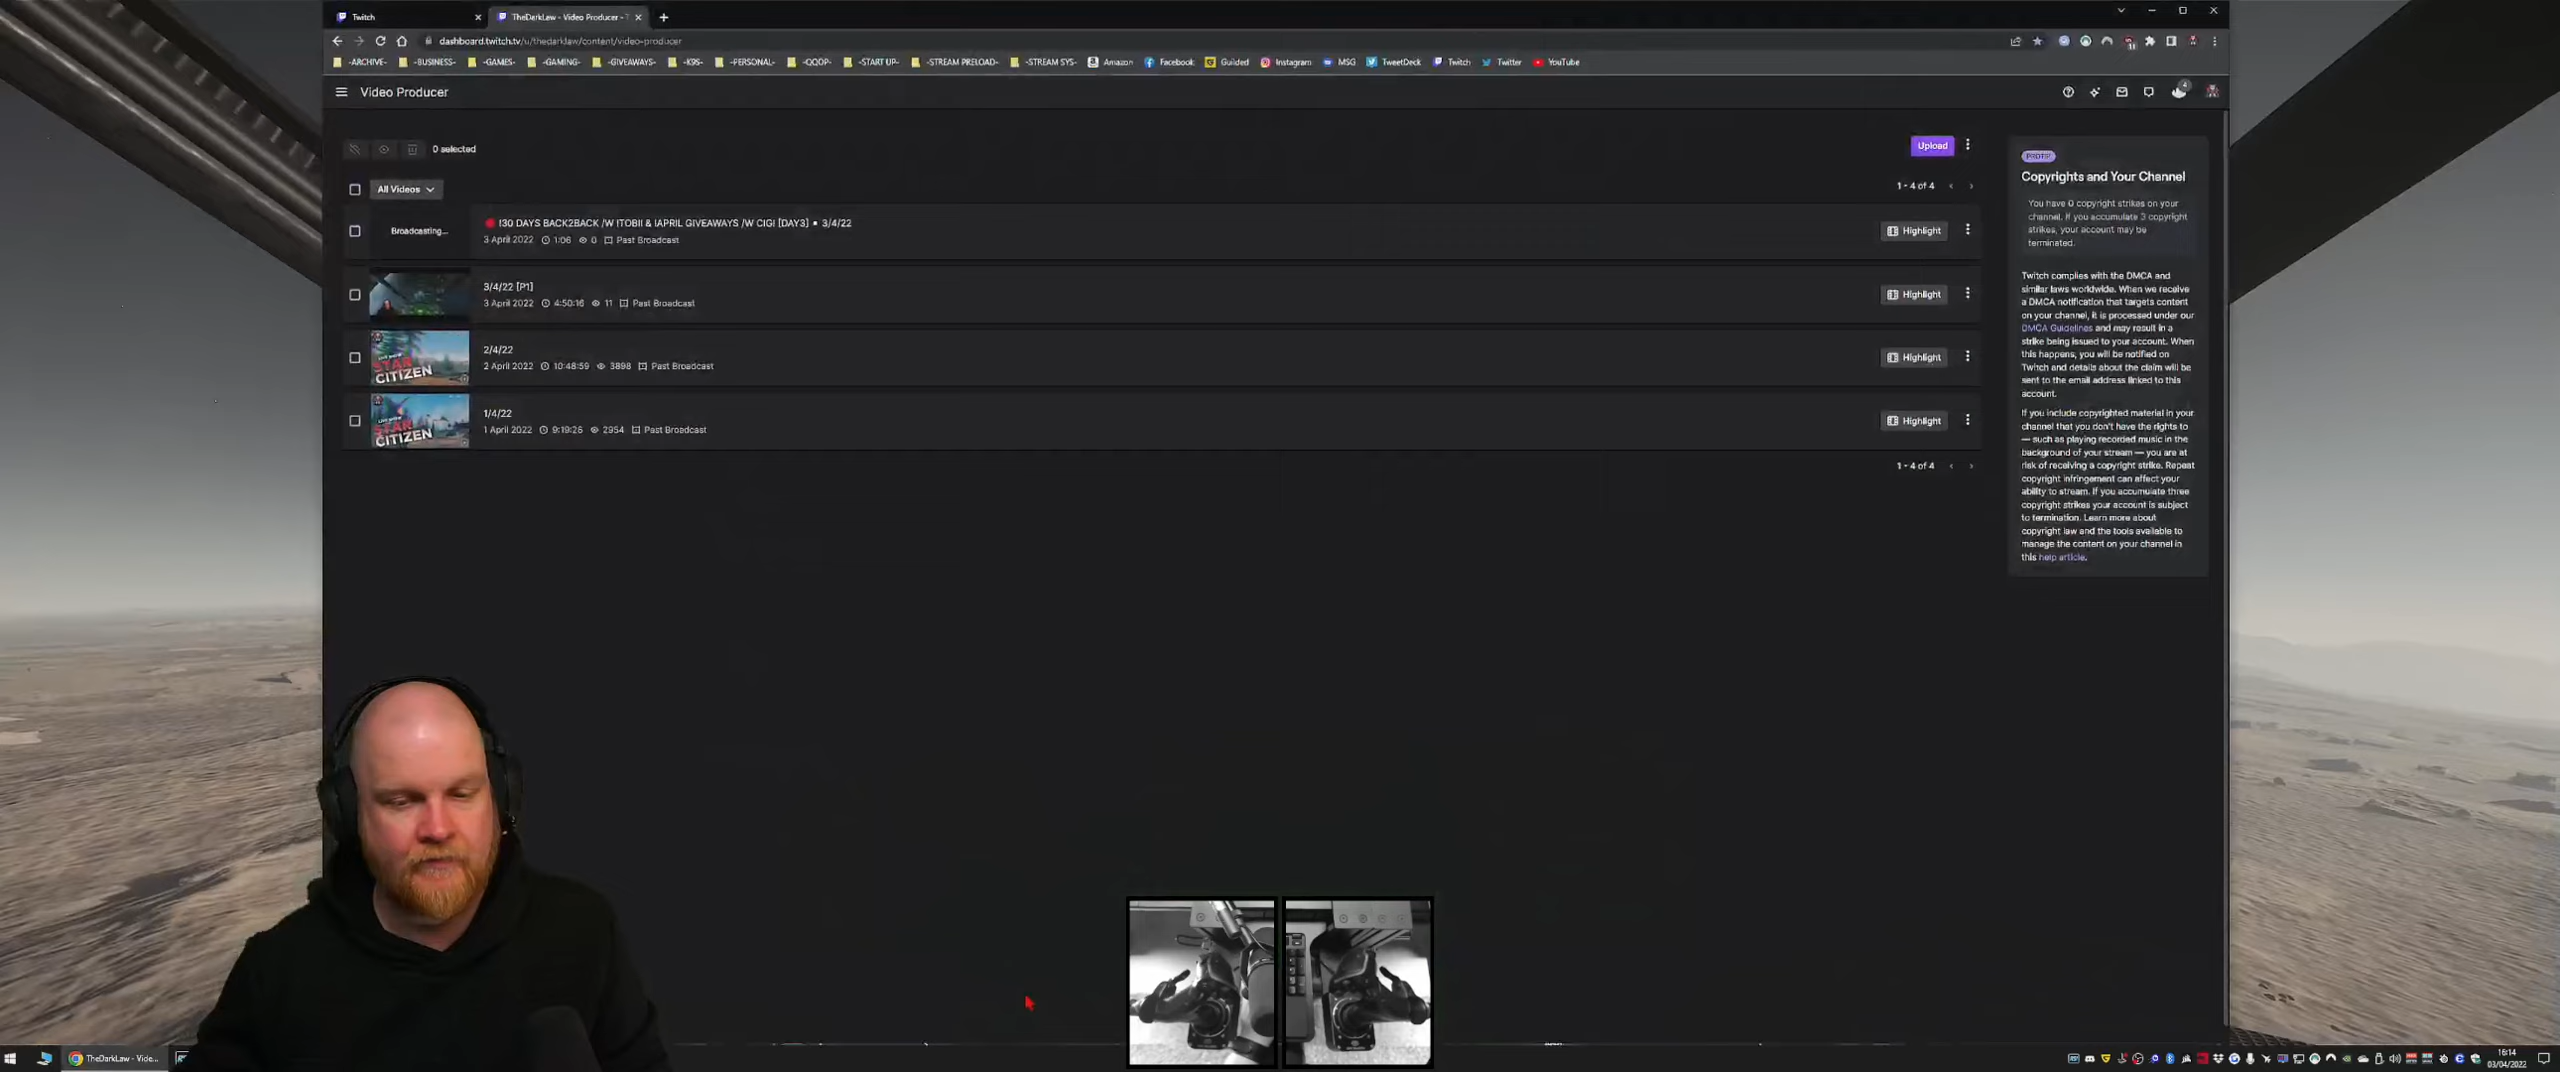 Twitch
TheDarkLaw - Video Producer - T
dashboard.twitch.tv/u/thedarklaw/content/video-producer
-ARCHIVE- -BUSINESS- -GAMES- -GAMING- -GIVEAWAYS- -K9S- -PERSONAL- -QQOP- -START UP- -STREAM PRELOAD- -STREAM SYS- Amazon Facebook Guilded Instagram MSG TweetDeck Twitch Twitter YouTube
Video Producer
0 selected
Upload
All Videos
1 - 4 of 4
Broadcasting...
!30 DAYS BACK2BACK /W !TOBII & !APRIL GIVEAWAYS /W CIG! [DAY3] ▪ 3/4/22
3 April 2022 1:06 0 Past Broadcast
Highlight
3/4/22 [P1]
3 April 2022 4:50:16 11 Past Broadcast
Highlight
STAR
CITIZEN
2/4/22
2 April 2022 10:48:59 3898 Past Broadcast
Highlight
STAR
CITIZEN
1/4/22
1 April 2022 9:19:26 2954 Past Broadcast
Highlight
1 - 4 of 4
PROTIP
Copyrights and Your Channel
You have 0 copyright strikes on your
channel. If you accumulate 3 copyright
strikes, your account may be
terminated.
Twitch complies with the DMCA and
similar laws worldwide. When we receive
a DMCA notification that targets content
on your channel, it is processed under our
DMCA Guidelines and may result in a
strike being issued to your account. When
this happens, you will be notified on
Twitch and details about the claim will be
sent to the email address linked to this
account.
If you include copyrighted material in your
channel that you don't have the rights to
— such as playing recorded music in the
background of your stream — you are at
risk of receiving a copyright strike. Repeat
copyright infringement can affect your
ability to stream. If you accumulate three
copyright strikes your account is subject
to termination. Learn more about
copyright law and the tools available to
manage the content on your channel in
this help article.
TheDarkLaw - Vide...
16:14
03/04/2022